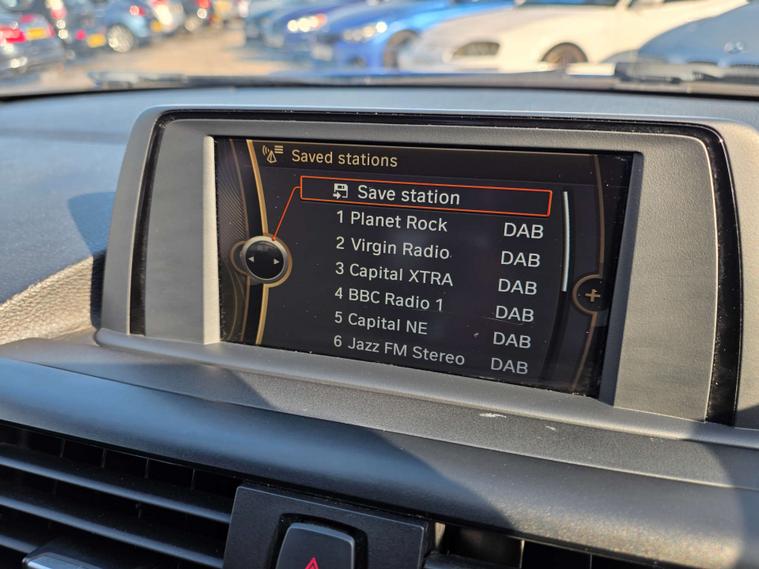 Saved stations
Save station
1 Planet Rock DAB
2 Virgin Radio DAB
3 Capital XTRA DAB
4 BBC Radio 1 DAB
5 Capital NE DAB
6 Jazz FM Stereo DAB